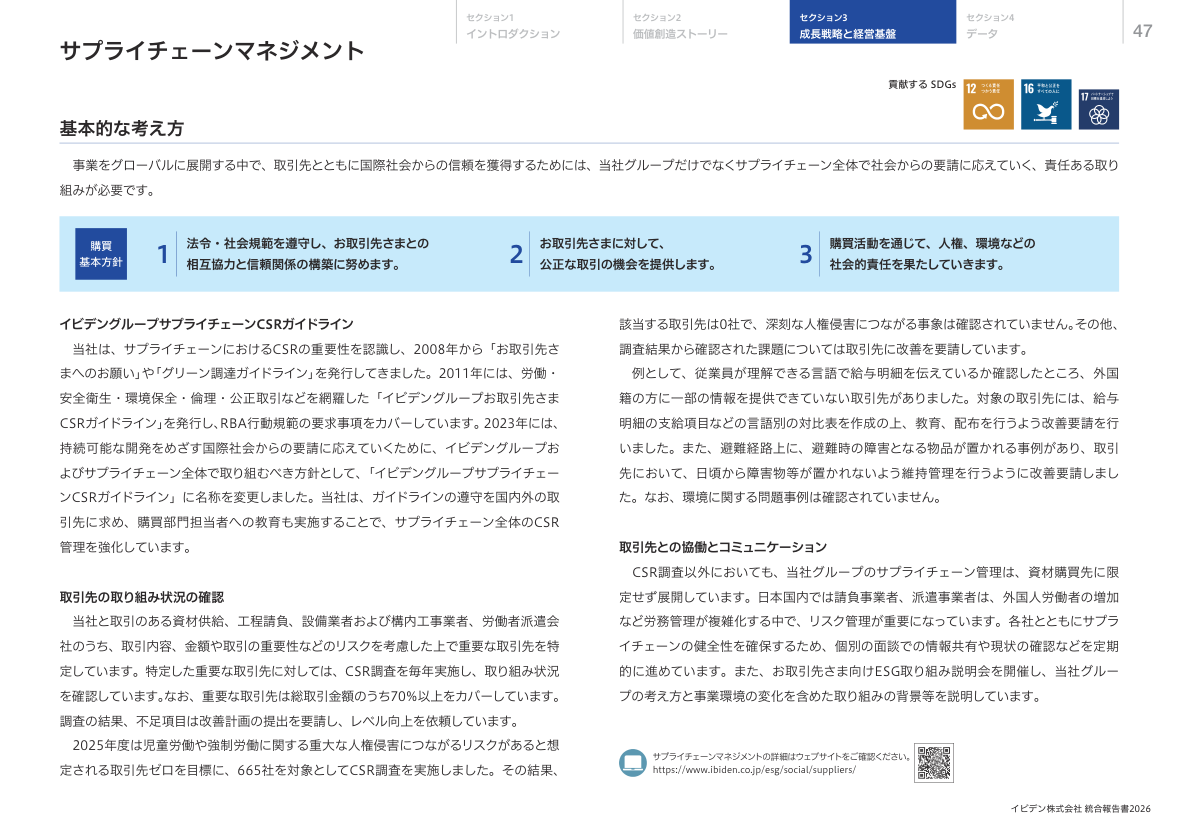 セクション1
イントロダクション
セクション2
価値創造ストーリー
セクション3
成長戦略と経営基盤
セクション4
データ
47
サプライチェーンマネジメント
貢献する SDGs
12 つくる責任
つかう責任
16 平和と公正を
すべての人に
17 パートナーシップで
目標を達成しよう
基本的な考え方
事業をグローバルに展開する中で、取引先とともに国際社会からの信頼を獲得するためには、当社グループだけでなくサプライチェーン全体で社会からの要請に応えていく、責任ある取り
組みが必要です。
購買
基本方針
1
法令・社会規範を遵守し、お取引先さまとの
相互協力と信頼関係の構築に努めます。
2
お取引先さまに対して、
公正な取引の機会を提供します。
3
購買活動を通じて、人権、環境などの
社会的責任を果たしていきます。
イビデングループサプライチェーンCSRガイドライン
当社は、サプライチェーンにおけるCSRの重要性を認識し、2008年から「お取引先さ
まへのお願い」や「グリーン調達ガイドライン」を発行してきました。2011年には、労働・
安全衛生・環境保全・倫理・公正取引などを網羅した「イビデングループお取引先さま
CSRガイドライン」を発行し、RBA行動規範の要求事項をカバーしています。2023年には、
持続可能な開発をめざす国際社会からの要請に応えていくために、イビデングループお
よびサプライチェーン全体で取り組むべき方針として、「イビデングループサプライチェー
ンCSRガイドライン」に名称を変更しました。当社は、ガイドラインの遵守を国内外の取
引先に求め、購買部門担当者への教育も実施することで、サプライチェーン全体のCSR
管理を強化しています。
取引先の取り組み状況の確認
当社と取引のある資材供給、工程請負、設備業者および構内工事業者、労働者派遣会
社のうち、取引内容、金額や取引の重要性などのリスクを考慮した上で重要な取引先を特
定しています。特定した重要な取引先に対しては、CSR調査を毎年実施し、取り組み状況
を確認しています。なお、重要な取引先は総取引金額のうち70%以上をカバーしています。
調査の結果、不足項目は改善計画の提出を要請し、レベル向上を依頼しています。
2025年度は児童労働や強制労働に関する重大な人権侵害につながるリスクがあると想
定される取引先ゼロを目標に、665社を対象としてCSR調査を実施しました。その結果、
該当する取引先は0社で、深刻な人権侵害につながる事象は確認されていません。その他、
調査結果から確認された課題については取引先に改善を要請しています。
例として、従業員が理解できる言語で給与明細を伝えているか確認したところ、外国
籍の方に一部の情報を提供できていない取引先がありました。対象の取引先には、給与
明細の支給項目などの言語別の対比表を作成の上、教育、配布を行うよう改善要請を行
いました。また、避難経路上に、避難時の障害となる物品が置かれる事例があり、取引
先において、日頃から障害物等が置かれないよう維持管理を行うように改善要請しまし
た。なお、環境に関する問題事例は確認されていません。
取引先との協働とコミュニケーション
CSR調査以外においても、当社グループのサプライチェーン管理は、資材購買先に限
定せず展開しています。日本国内では請負事業者、派遣事業者は、外国人労働者の増加
など労務管理が複雑化する中で、リスク管理が重要になっています。各社とともにサプラ
イチェーンの健全性を確保するため、個別の面談での情報共有や現状の確認などを定期
的に進めています。また、お取引先さま向けESG取り組み説明会を開催し、当社グルー
プの考え方と事業環境の変化を含めた取り組みの背景等を説明しています。
サプライチェーンマネジメントの詳細はウェブサイトをご確認ください。
https://www.ibiden.co.jp/esg/social/suppliers/
イビデン株式会社 統合報告書2026